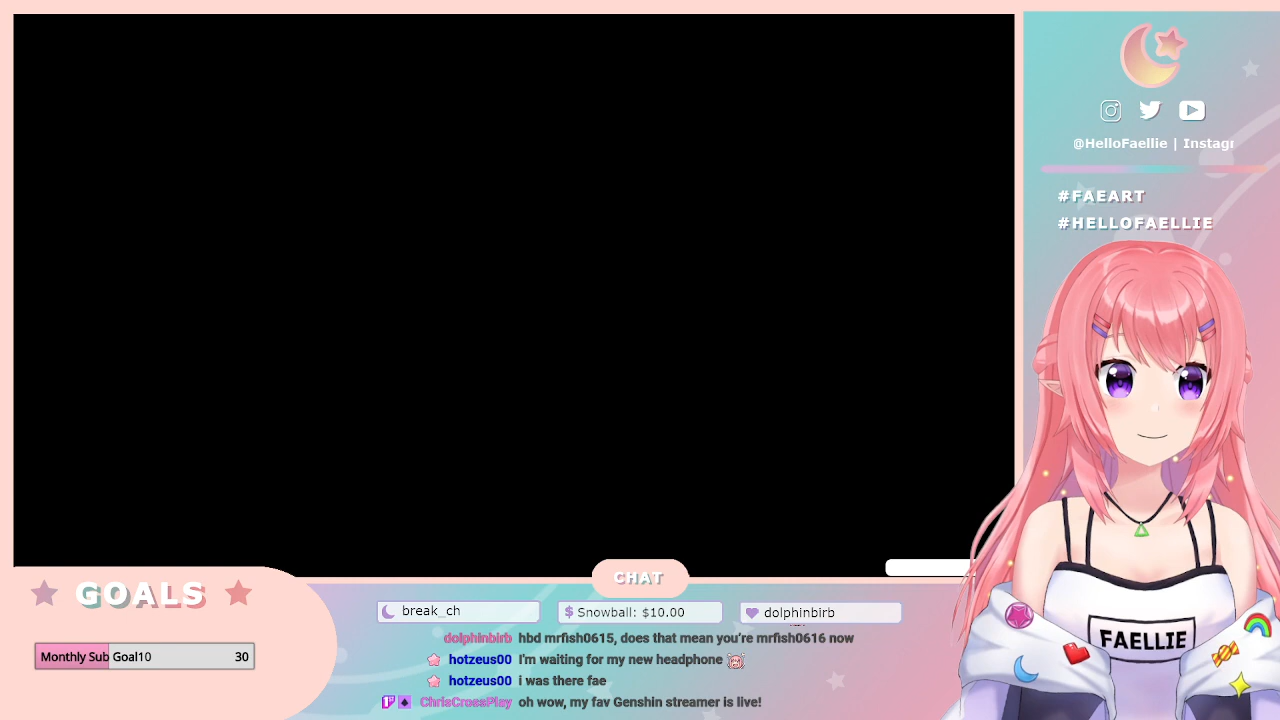 @HelloFaellie | Instagr
#FAEART
#HELLOFAELLIE
FAELLIE
GOALS
Monthly Sub Goal10 30
CHAT
break_ch
$ Snowball: $10.00
dolphinbirb
dolphinbirb hbd mrfish0615, does that mean you're mrfish0616 now
hotzeus00 I'm waiting for my new headphone
hotzeus00 i was there fae
ChrisCrossPlay oh wow, my fav Genshin streamer is live!